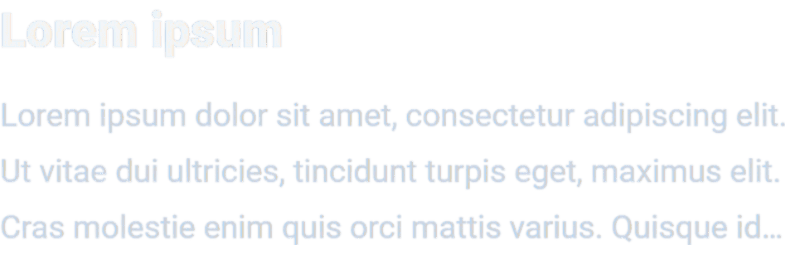 Lorem ipsum
Lorem ipsum dolor sit amet, consectetur adipiscing elit.
Ut vitae dui ultricies, tincidunt turpis eget, maximus elit.
Cras molestie enim quis orci mattis varius. Quisque id...